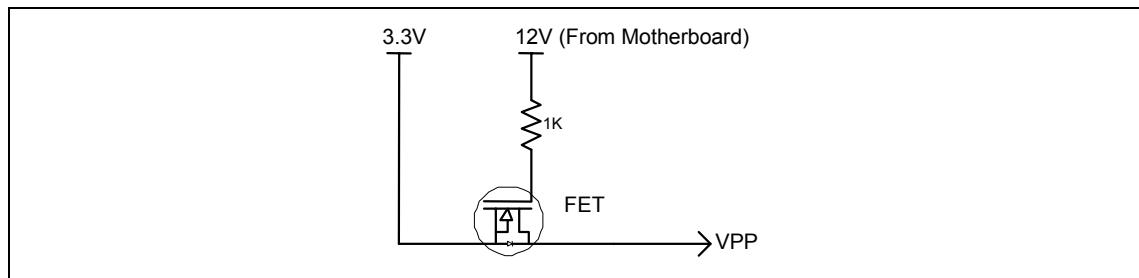 3.3V
12V (From Motherboard)
1K
FET
VPP